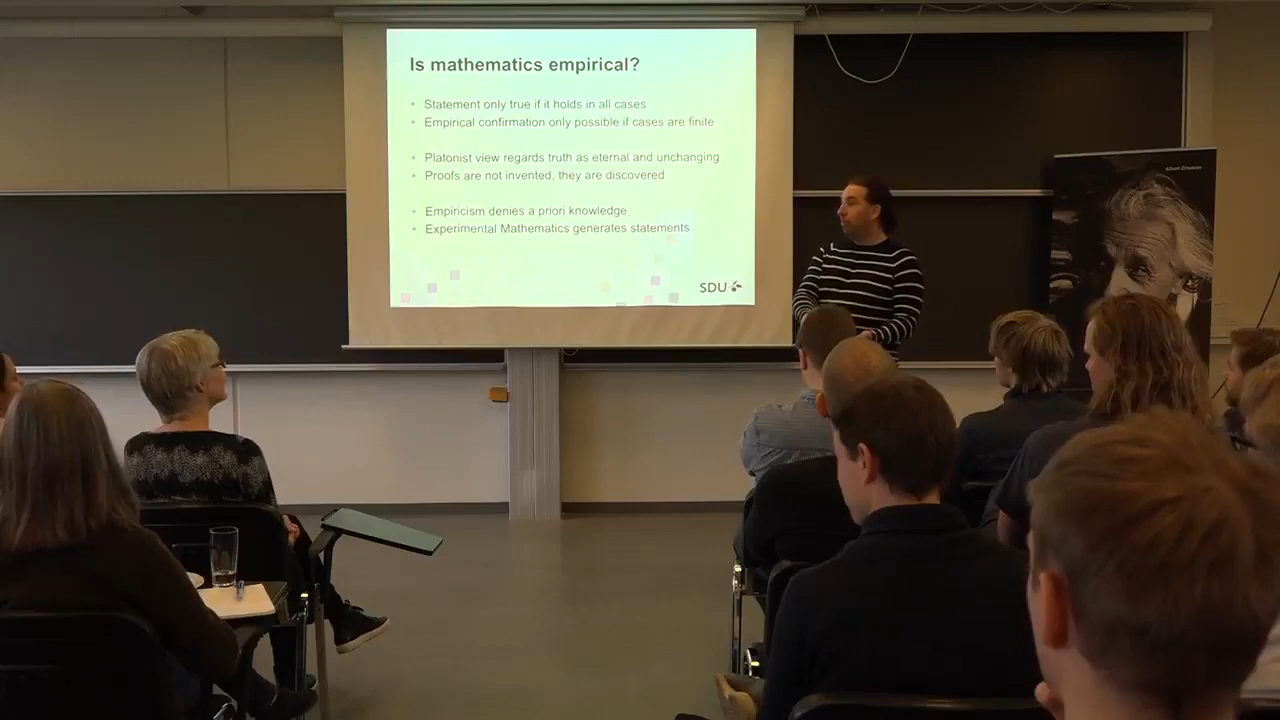 Is mathematics empirical?
Statement only true if it holds in all cases
Empirical confirmation only possible if cases are finite
Platonist view regards truth as eternal and unchanging
Proofs are not invented, they are discovered
Empiricism denies a priori knowledge
Experimental Mathematics generates statements
SDU
Albert Einstein